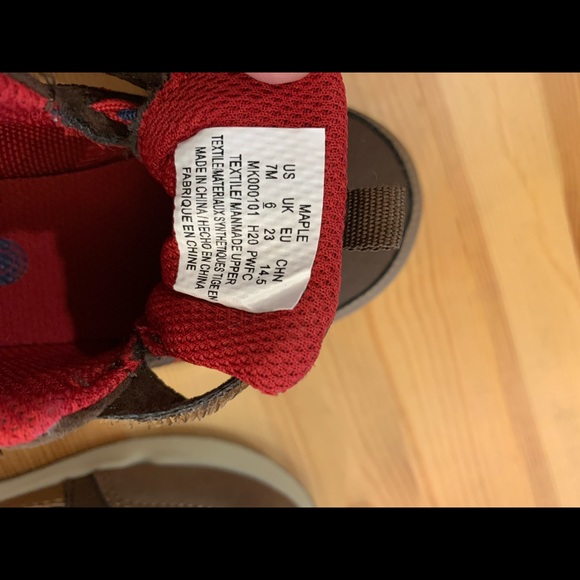 MAPLE
US UK EU CHN
7M 6 23 14.5
MK000101 H20 PWFC
TEXTILE/MANMADE UPPER
TEXTILE/MATERIAUX SYNTHÉTIQUES TIGE EN
MADE IN CHINA / HECHO EN CHINA
FABRIQUE EN CHINE